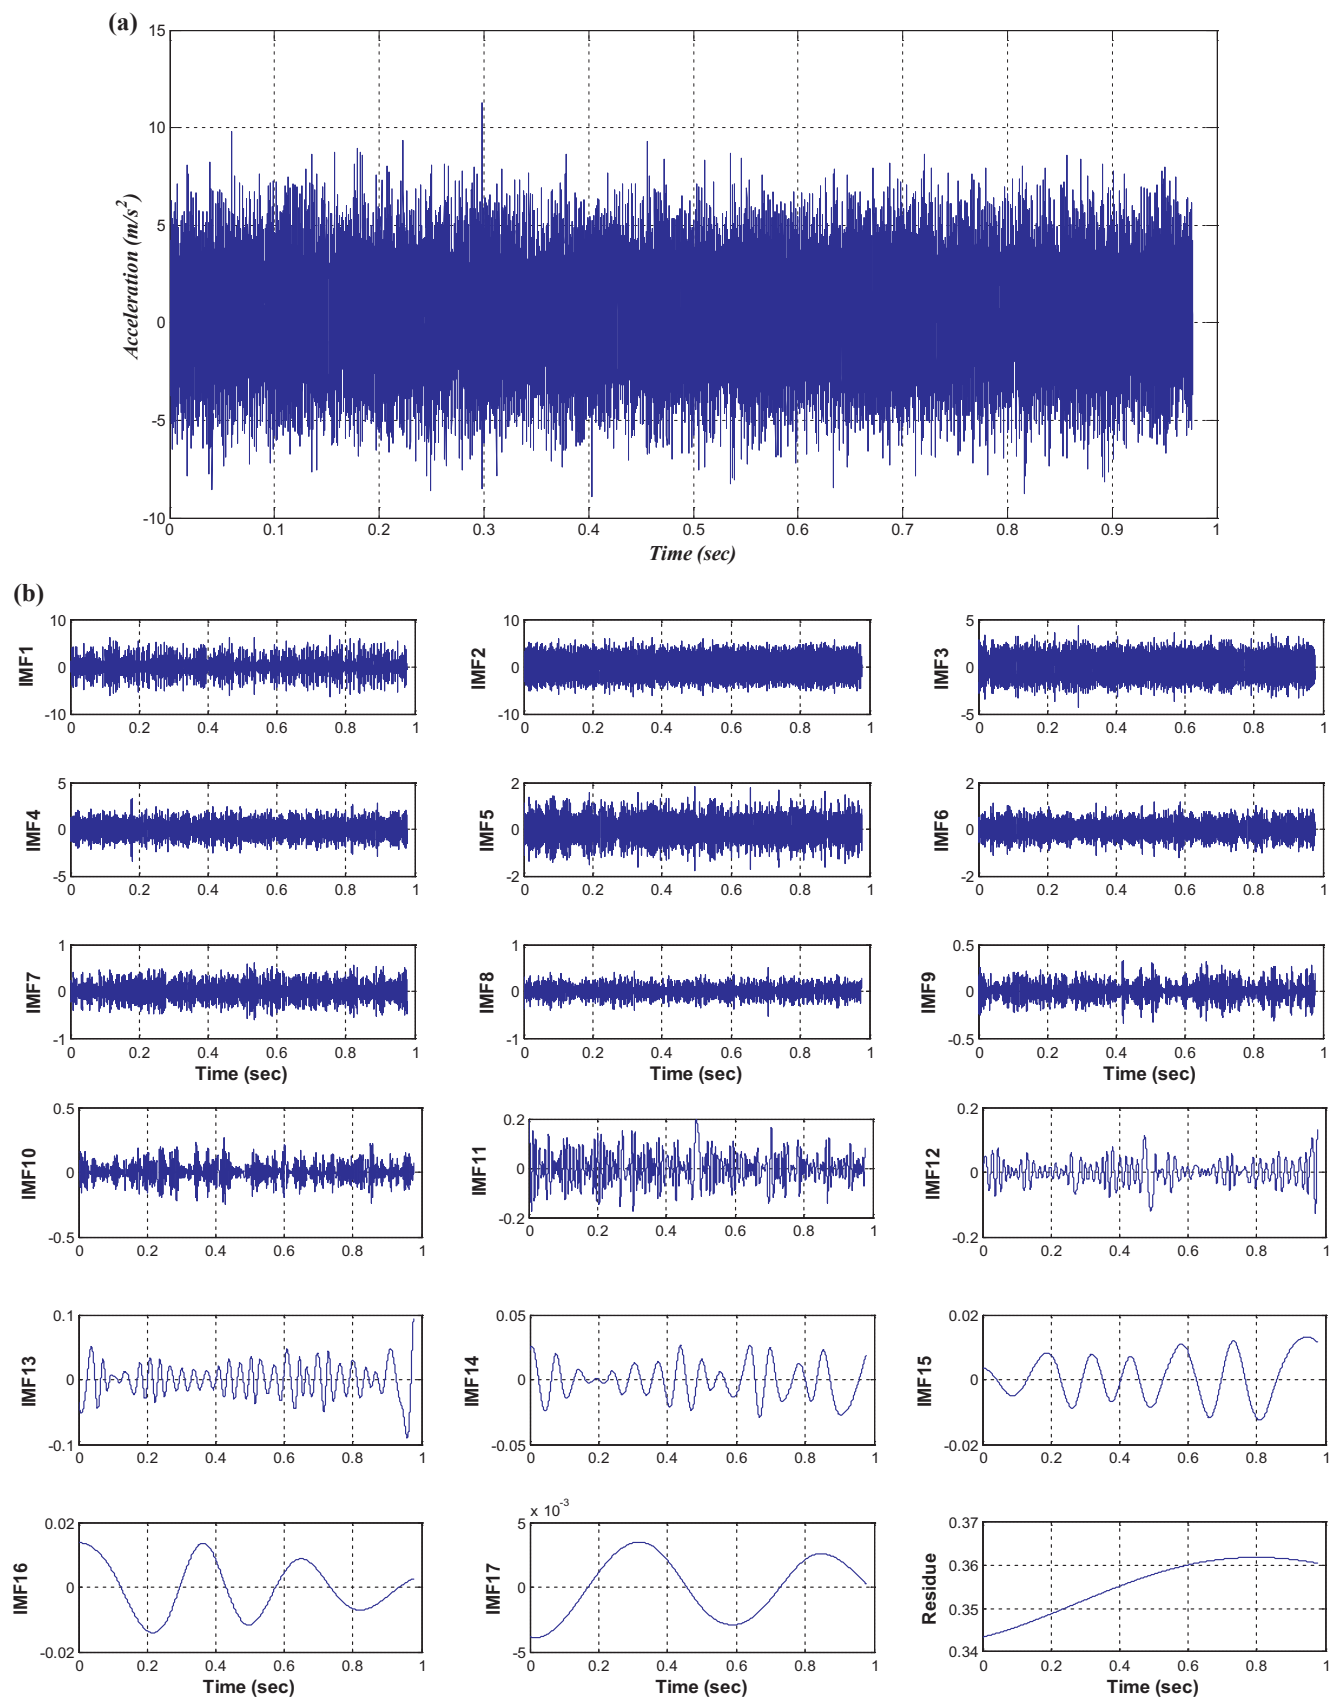 (a)
15
10
5
0
-5
-10
Acceleration (m/s²)
0 0.1 0.2 0.3 0.4 0.5 0.6 0.7 0.8 0.9 1
Time (sec)
(b)
10 10 5
IMF1 0 IMF2 0 IMF3 0
-10 -10 -5
0 0.2 0.4 0.6 0.8 1 0 0.2 0.4 0.6 0.8 1 0 0.2 0.4 0.6 0.8 1
5 2 2
IMF4 0 IMF5 0 IMF6 0
-5 -2 -2
0 0.2 0.4 0.6 0.8 1 0 0.2 0.4 0.6 0.8 1 0 0.2 0.4 0.6 0.8 1
1 1 0.5
IMF7 0 IMF8 0 IMF9 0
-1 -1 -0.5
0 0.2 0.4 0.6 0.8 1 0 0.2 0.4 0.6 0.8 1 0 0.2 0.4 0.6 0.8 1
Time (sec) Time (sec) Time (sec)
0.5 0.2 0.2
IMF10 0 IMF11 0 IMF12 0
-0.5 -0.2 -0.2
0 0.2 0.4 0.6 0.8 1 0 0.2 0.4 0.6 0.8 1 0 0.2 0.4 0.6 0.8 1
0.1 0.05 0.02
IMF13 0 IMF14 0 IMF15 0
-0.1 -0.05 -0.02
0 0.2 0.4 0.6 0.8 1 0 0.2 0.4 0.6 0.8 1 0 0.2 0.4 0.6 0.8 1
x 10⁻³
0.02 5 0.37
0.36
IMF16 0 IMF17 0 Residue
0.35
-0.02 -5 0.34
0 0.2 0.4 0.6 0.8 1 0 0.2 0.4 0.6 0.8 1 0 0.2 0.4 0.6 0.8 1
Time (sec) Time (sec) Time (sec)